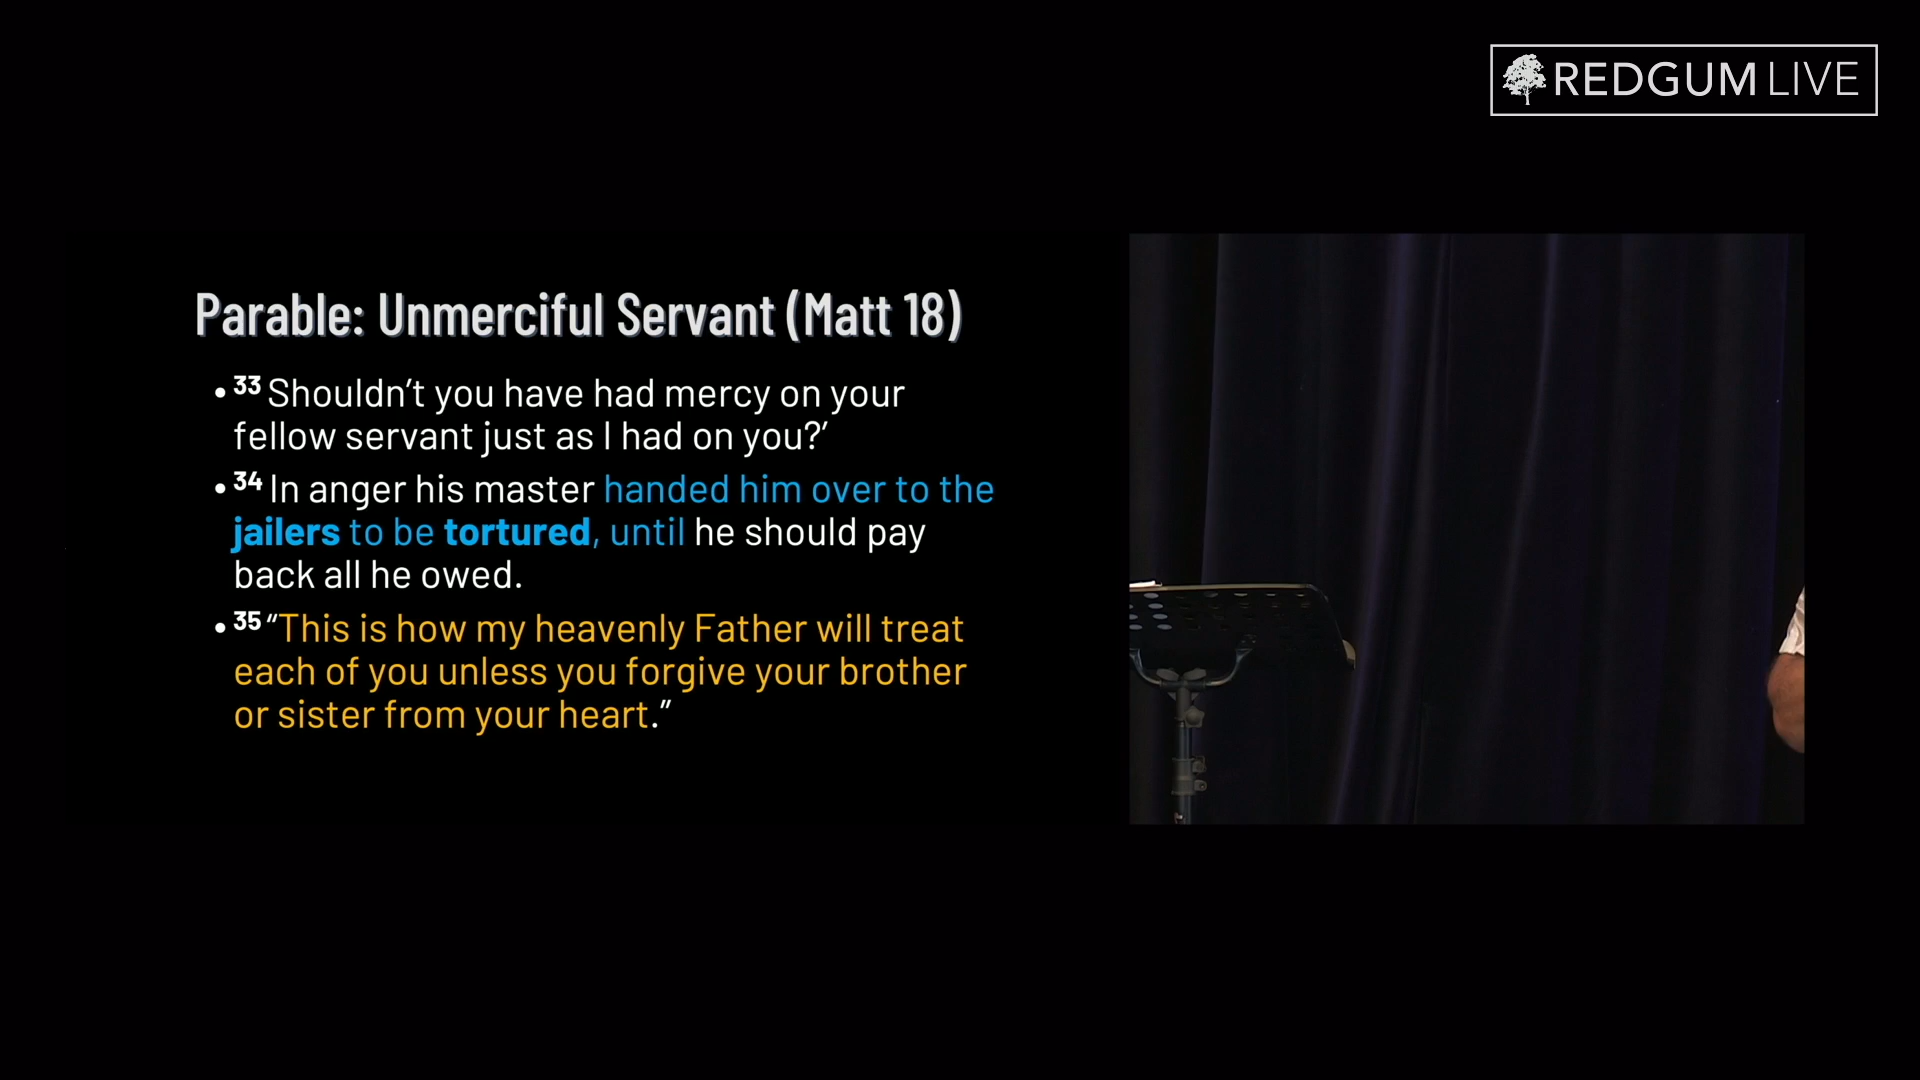 REDGUM LIVE
Parable: Unmerciful Servant (Matt 18)
• 33 Shouldn’t you have had mercy on your
fellow servant just as I had on you?’
• 34 In anger his master handed him over to the
jailers to be tortured, until he should pay
back all he owed.
• 35 “This is how my heavenly Father will treat
each of you unless you forgive your brother
or sister from your heart.”